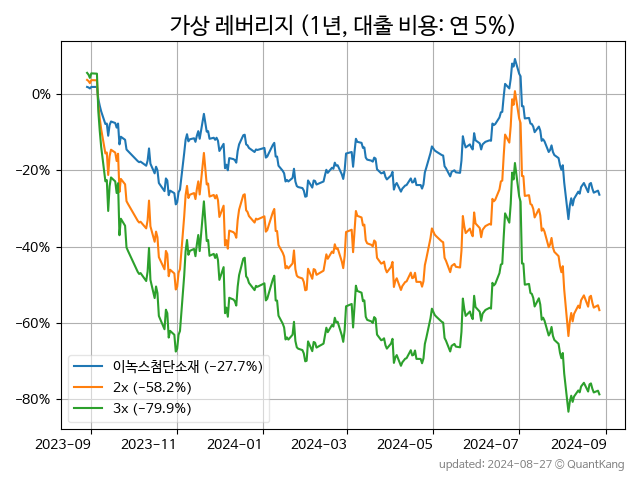 가상 레버리지 (1년, 대출 비용: 연 5%)
0%
−20%
−40%
−60%
−80%
이녹스첨단소재 (−27.7%)
2x (−58.2%)
3x (−79.9%)
2023-09 2023-11 2024-01 2024-03 2024-05 2024-07 2024-09
updated: 2024-08-27 © QuantKang